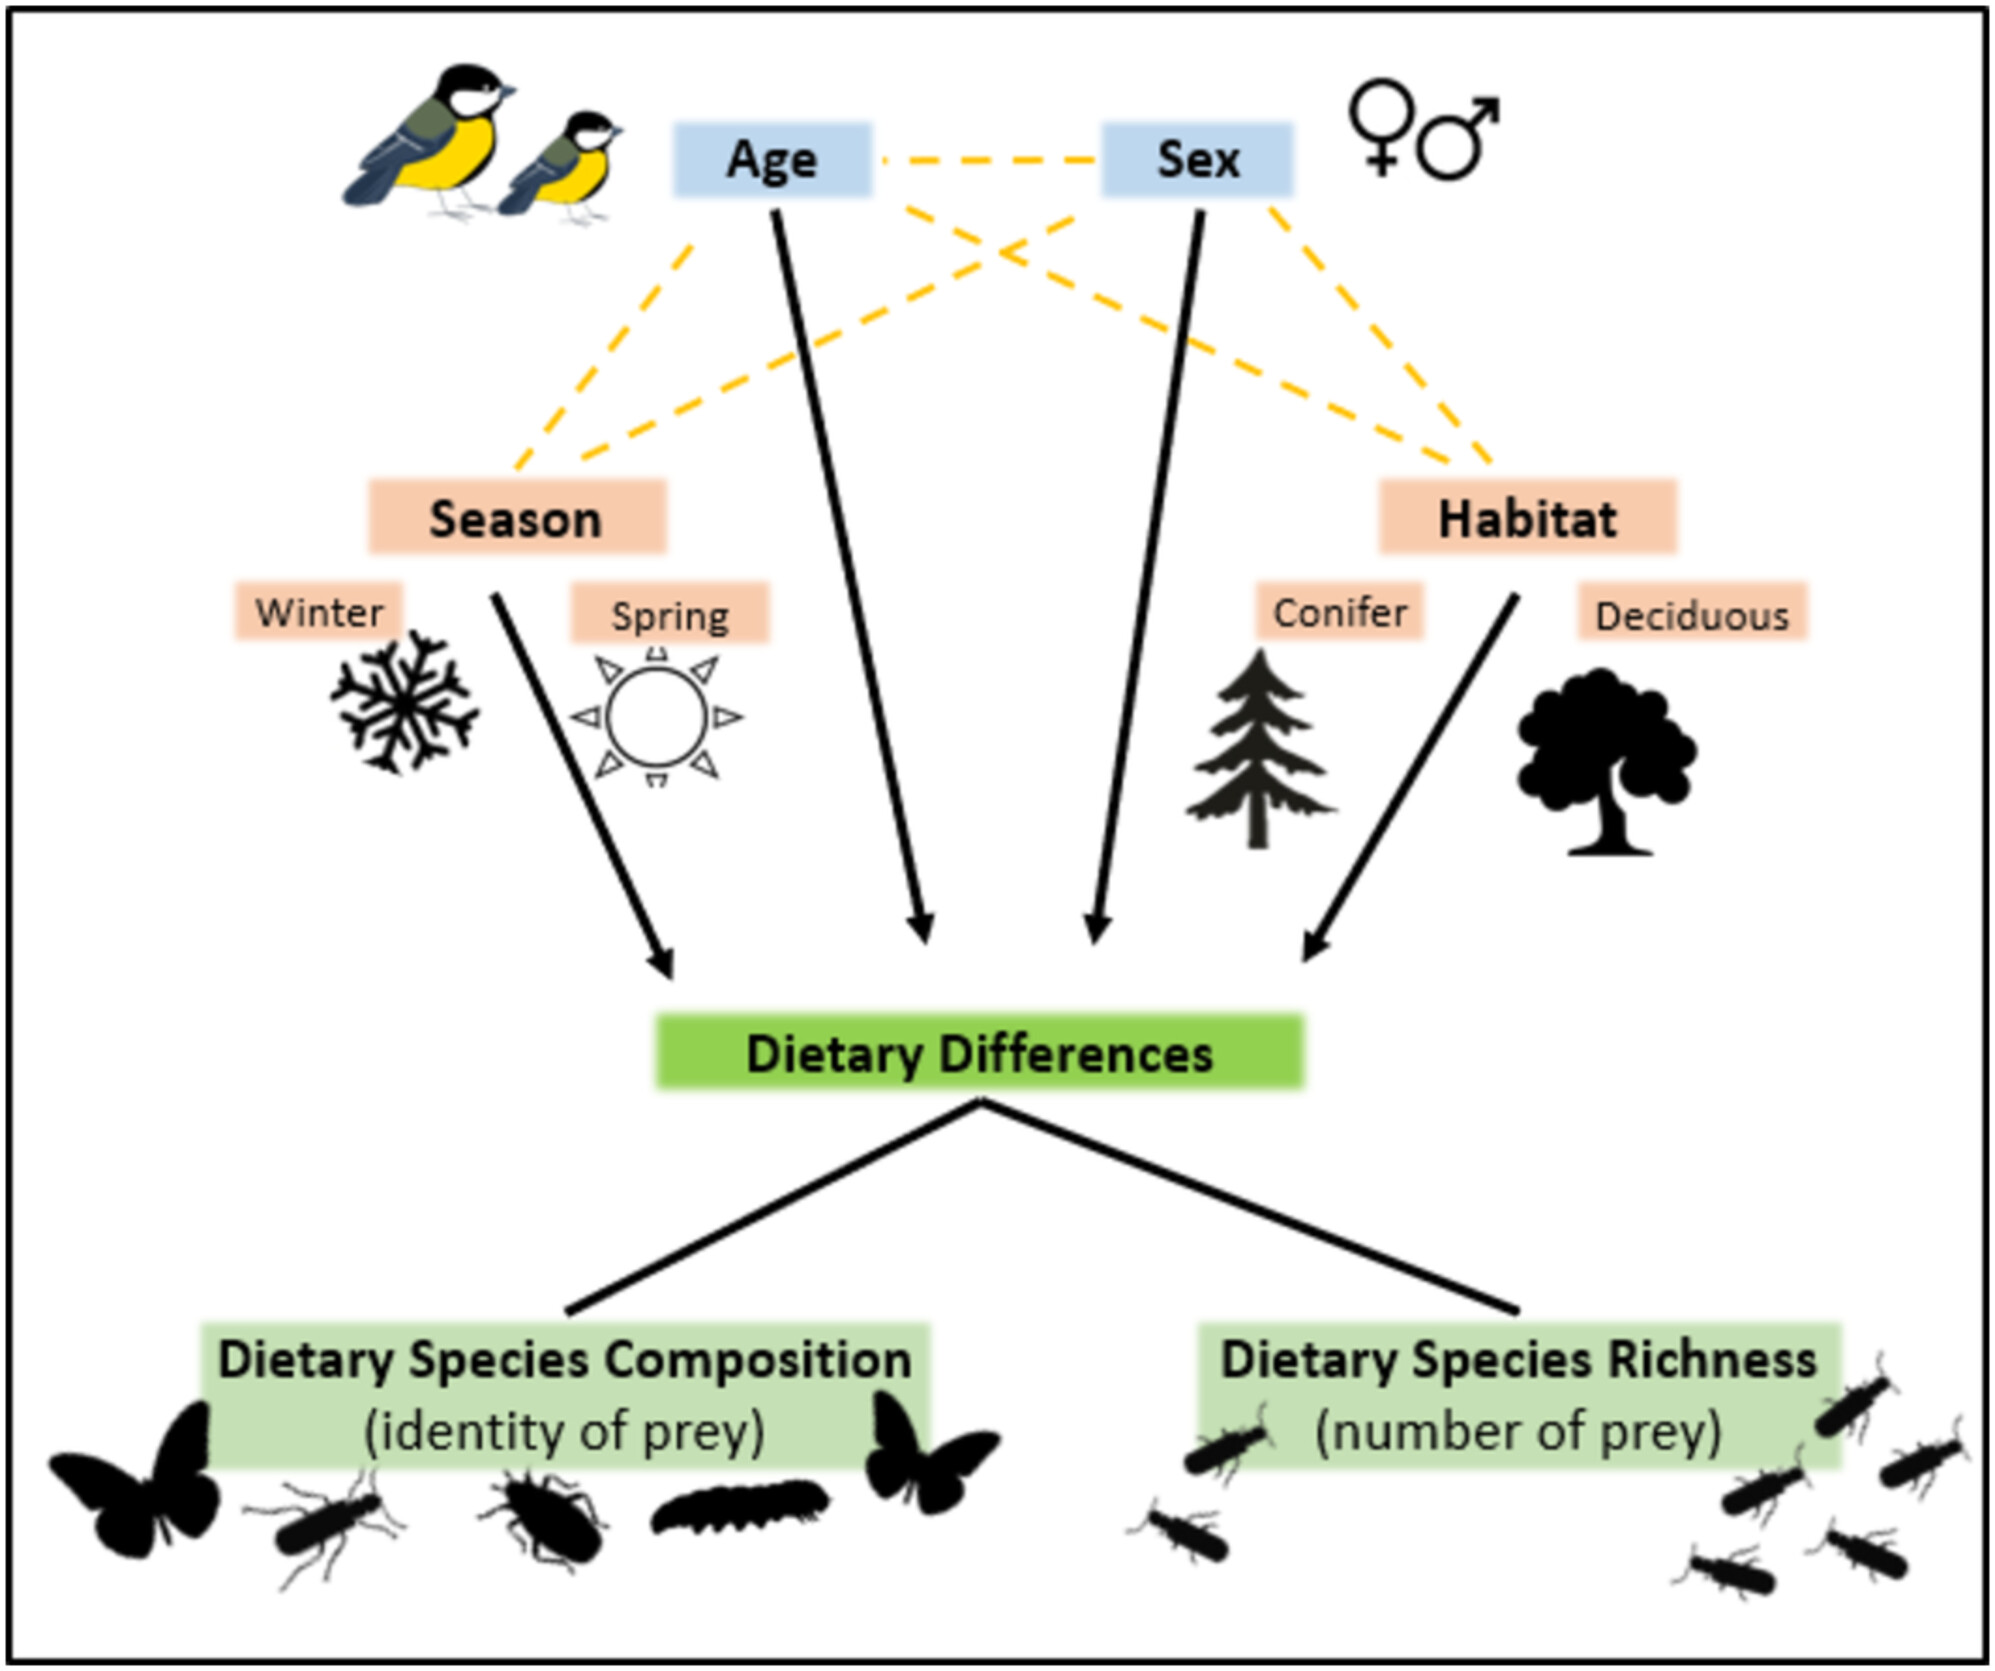 Age
Sex
Season
Habitat
Winter
Spring
Conifer
Deciduous
Dietary Differences
Dietary Species Composition
(identity of prey)
Dietary Species Richness
(number of prey)